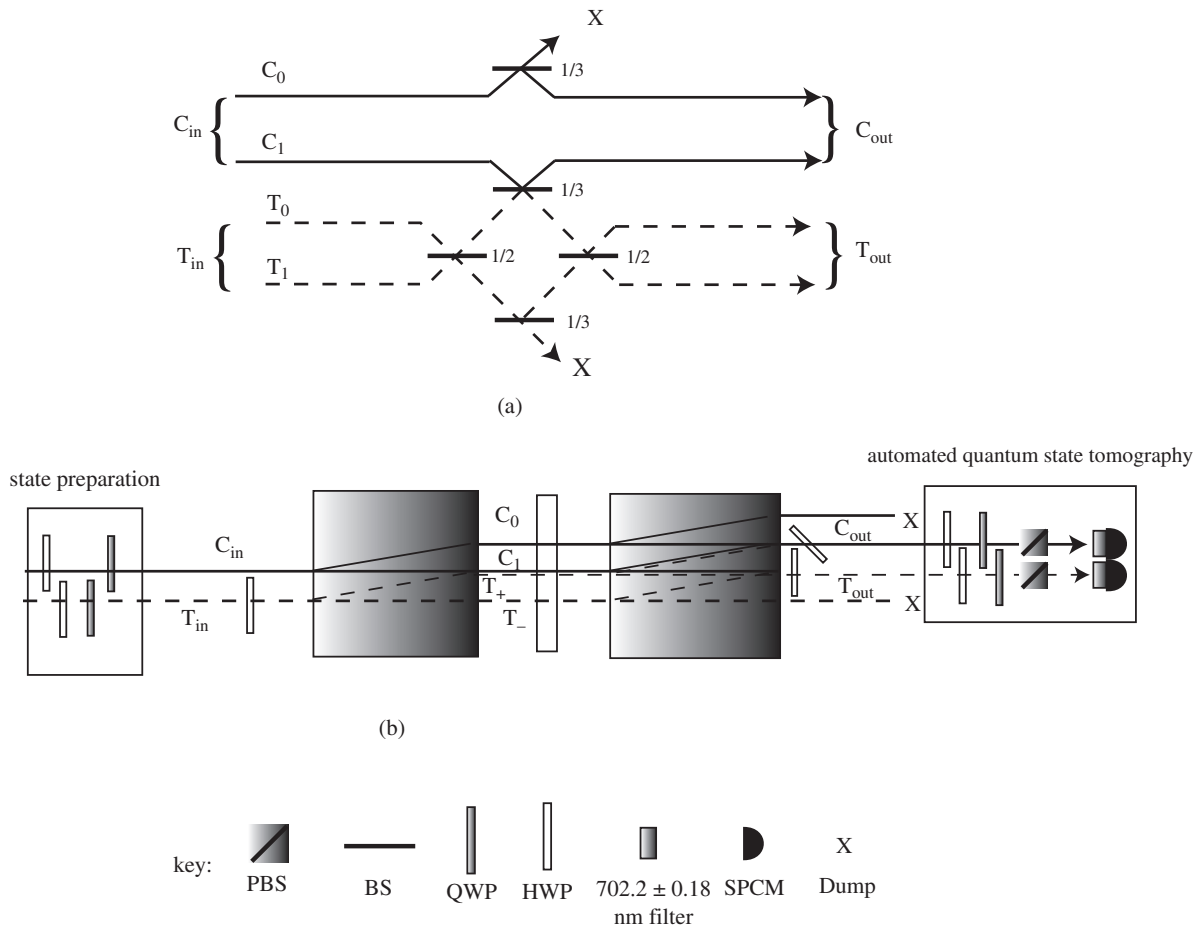 X
C0
1/3
Cin
Cout
C1
1/3
T0
Tin
1/2
1/2
Tout
T1
1/3
X
(a)
state preparation
automated quantum state tomography
C0
X
Cin
Cout
C1
T+
Tin
T−
Tout
X
(b)
key:
PBS
BS
QWP
HWP
702.2 ± 0.18
nm filter
SPCM
X
Dump